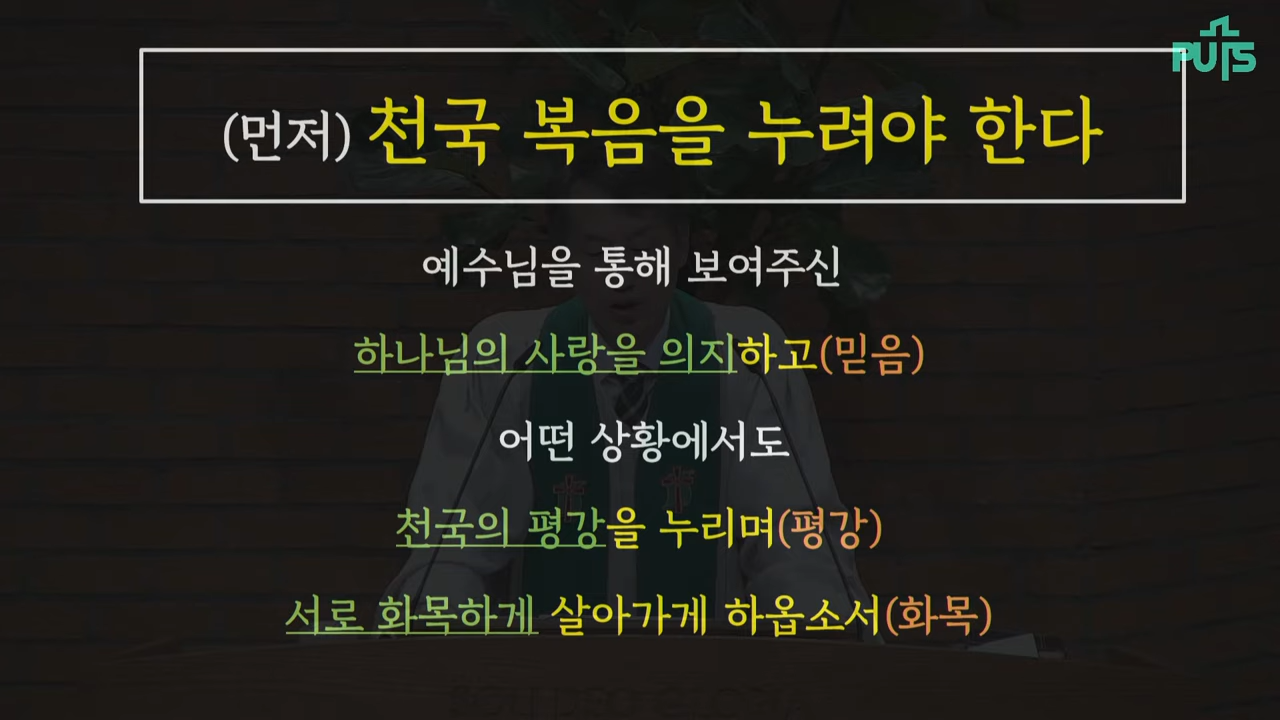 PUTS
(먼저) 천국 복음을 누려야 한다
예수님을 통해 보여주신
하나님의 사랑을 의지하고(믿음)
어떤 상황에서도
천국의 평강을 누리며(평강)
서로 화목하게 살아가게 하옵소서(화목)